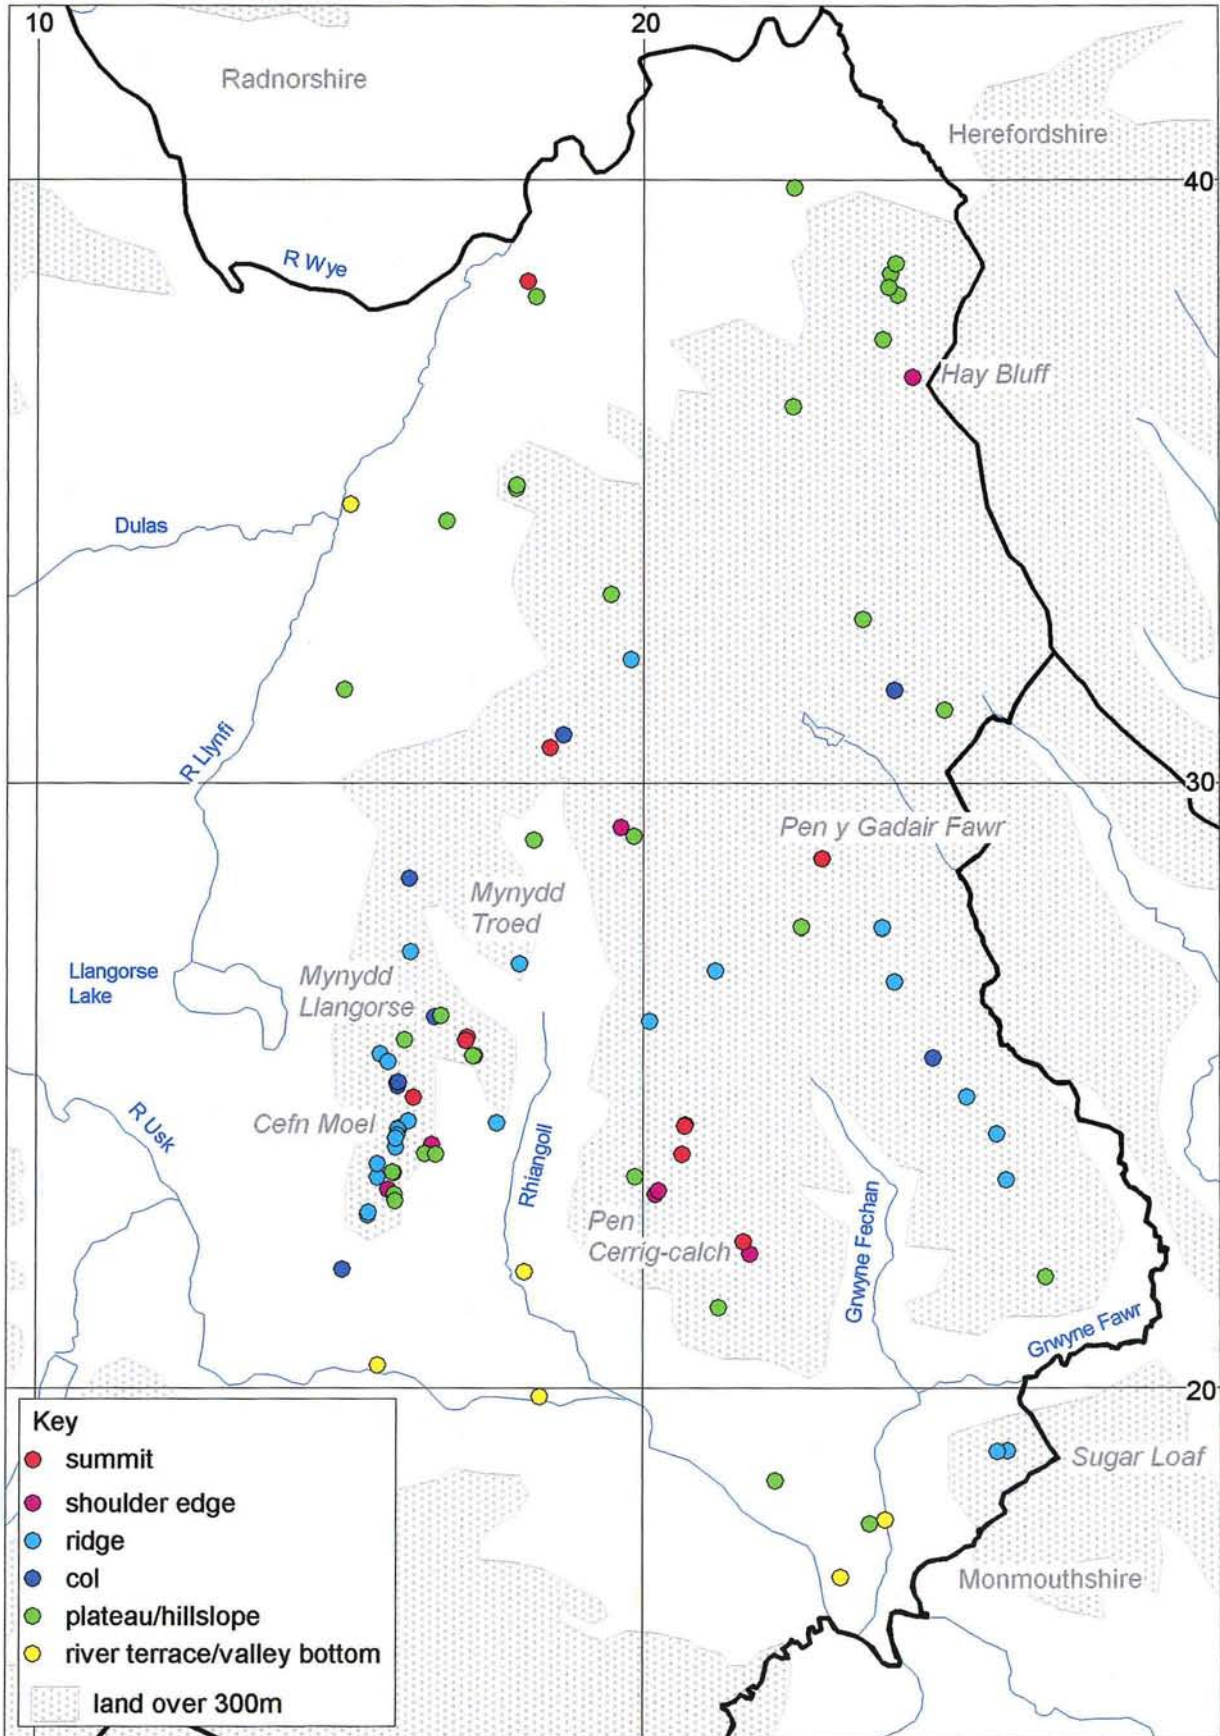 10
20
Radnorshire
Herefordshire
40
R Wye
Hay Bluff
Dulas
R Llynfi
30
Pen y Gadair Fawr
Mynydd
Troed
Llangorse
Lake
Mynydd
Llangorse
R Usk
Cefn Moel
Rhiangoll
Pen
Cerrig-calch
Grwyne Fechan
Grwyne Fawr
20
Key
summit
shoulder edge
ridge
col
plateau/hillslope
river terrace/valley bottom
land over 300m
Sugar Loaf
Monmouthshire